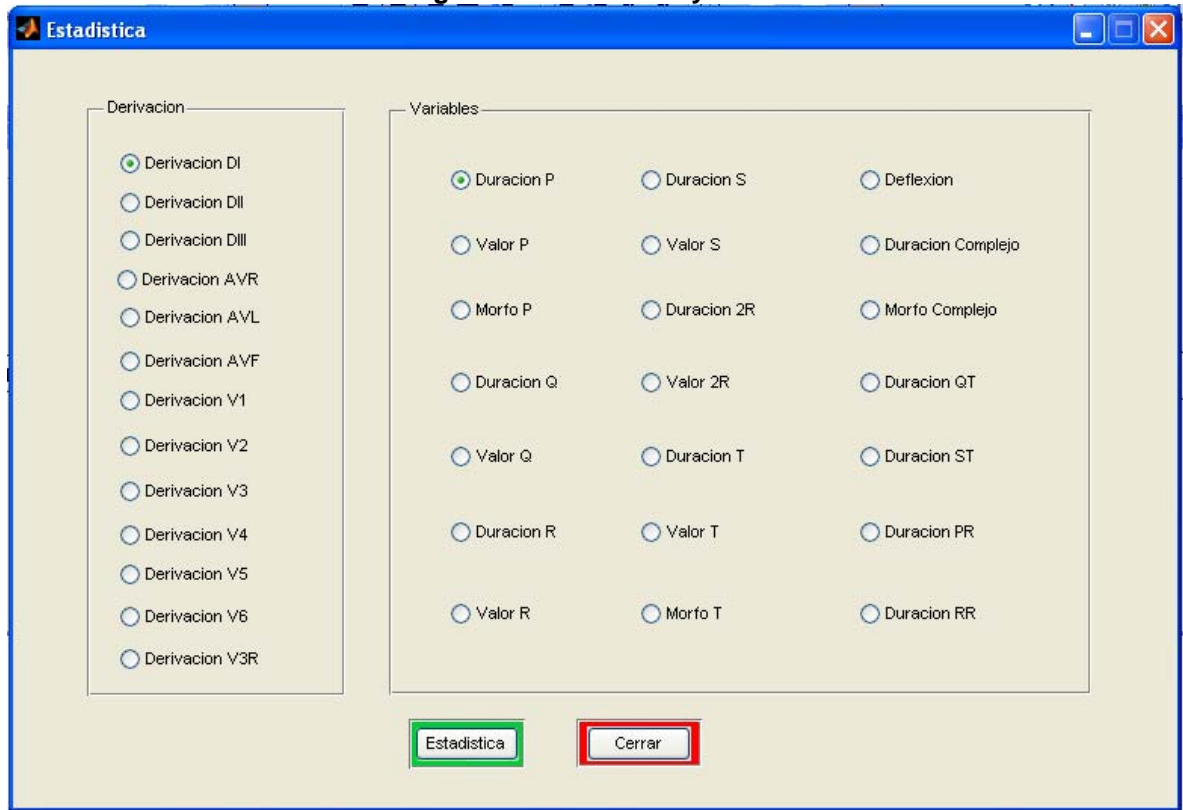 Estadistica
Derivacion
Derivacion DI
Derivacion DII
Derivacion DIII
Derivacion AVR
Derivacion AVL
Derivacion AVF
Derivacion V1
Derivacion V2
Derivacion V3
Derivacion V4
Derivacion V5
Derivacion V6
Derivacion V3R
Variables
Duracion P
Duracion S
Deflexion
Valor P
Valor S
Duracion Complejo
Morfo P
Duracion 2R
Morfo Complejo
Duracion Q
Valor 2R
Duracion QT
Valor Q
Duracion T
Duracion ST
Duracion R
Valor T
Duracion PR
Valor R
Morfo T
Duracion RR
Estadistica
Cerrar